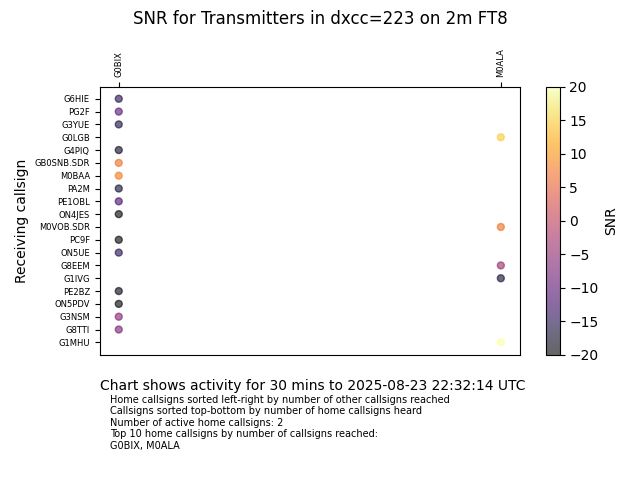 SNR for Transmitters in dxcc=223 on 2m FT8
G0BIX
M0ALA
G6HIE
PG2F
G3YUE
G0LGB
G4PIQ
GB0SNB.SDR
M0BAA
PA2M
PE1OBL
ON4JES
M0VOB.SDR
PC9F
ON5UE
G8EEM
G1IVG
PE2BZ
ON5PDV
G3NSM
G8TTI
G1MHU
Receiving callsign
20
15
10
5
0
−5
−10
−15
−20
SNR
Chart shows activity for 30 mins to 2025-08-23 22:32:14 UTC
Home callsigns sorted left-right by number of other callsigns reached
Callsigns sorted top-bottom by number of home callsigns heard
Number of active home callsigns: 2
Top 10 home callsigns by number of callsigns reached:
G0BIX, M0ALA